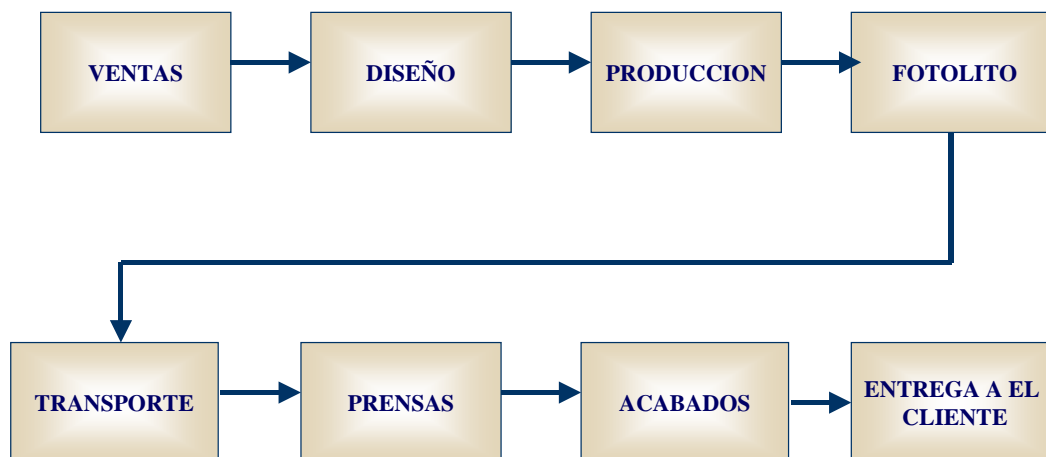 VENTAS
DISEÑO
PRODUCCION
FOTOLITO
TRANSPORTE
PRENSAS
ACABADOS
ENTREGA A EL
CLIENTE